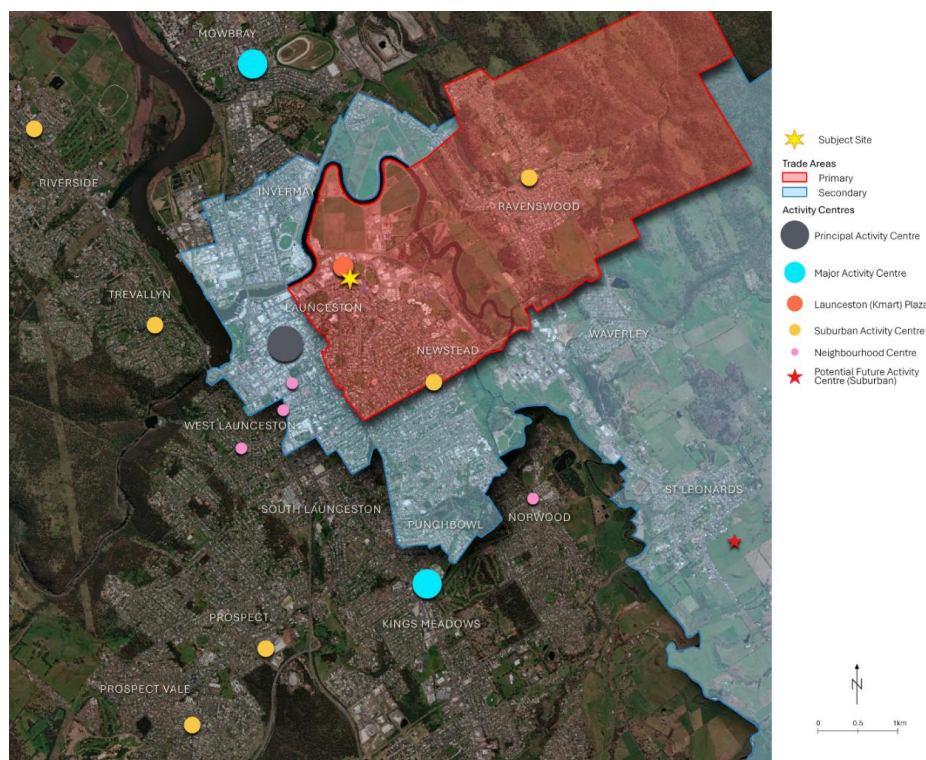 MOWBRAY
RIVERSIDE
INVERMAY
RAVENSWOOD
TREVALLYN
LAUNCESTON
WAVERLEY
NEWSTEAD
WEST LAUNCESTON
ST LEONARDS
SOUTH LAUNCESTON
PUNCHBOWL
NORWOOD
KINGS MEADOWS
PROSPECT
PROSPECT VALE
Subject Site
Trade Areas
Primary
Secondary
Activity Centres
Principal Activity Centre
Major Activity Centre
Launceston (Kmart) Plaza
Suburban Activity Centre
Neighbourhood Centre
Potential Future Activity
Centre (Suburban)
N
0 0.5 1km